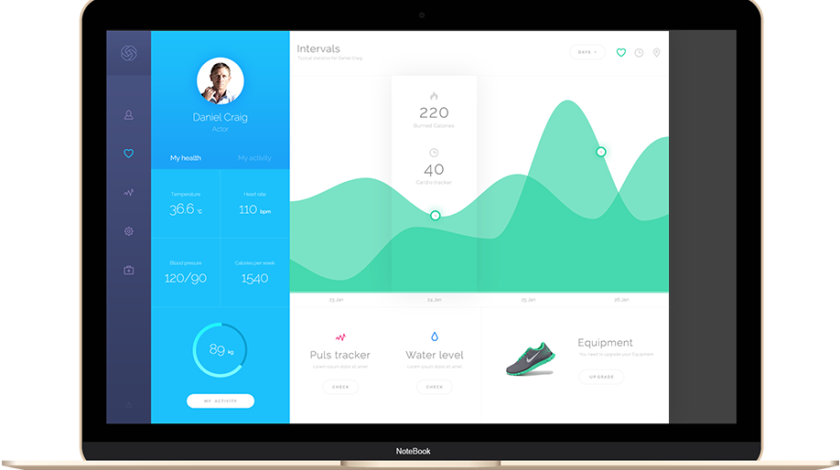 Intervals
Typical statistics for Daniel Craig
DATA
Daniel Craig
Actor
My health
My activity
Temperature
36.6 °C
Heart rate
110 bpm
Blood presure
120/90
Calories per week
1540
89 kg
MY ACTIVITY
220
Burned Calories
40
Cardio tracker
23 Jan
24 Jan
25 Jan
26 Jan
Puls tracker
Lorem ipsum dolor sit amet
CHECK
Water level
Lorem ipsum dolor sit amet
CHECK
Equipment
You need to upgrade your Equipment
UPGRADE
NoteBook